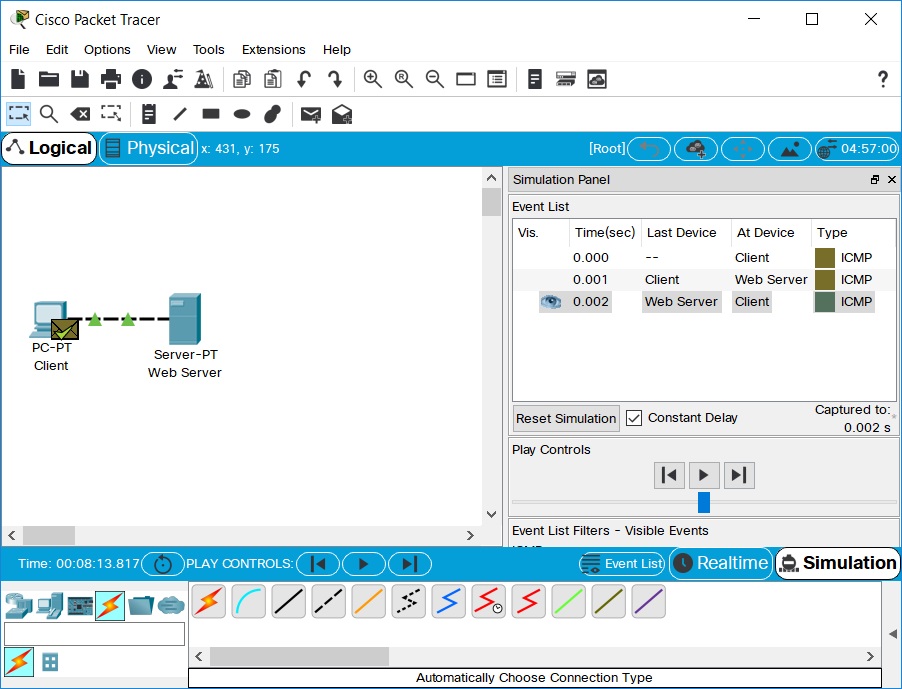 Cisco Packet Tracer
File Edit Options View Tools Extensions Help
?
Logical Physical x: 431, y: 175 [Root] 04:57:00
Simulation Panel
Event List
Vis. Time(sec) Last Device At Device Type
0.000 -- Client ICMP
0.001 Client Web Server ICMP
0.002 Web Server Client ICMP
PC-PT
Client
Server-PT
Web Server
Reset Simulation Constant Delay Captured to:
0.002 s
Play Controls
Event List Filters - Visible Events
Time: 00:08:13.817 PLAY CONTROLS: Event List Realtime Simulation
Automatically Choose Connection Type